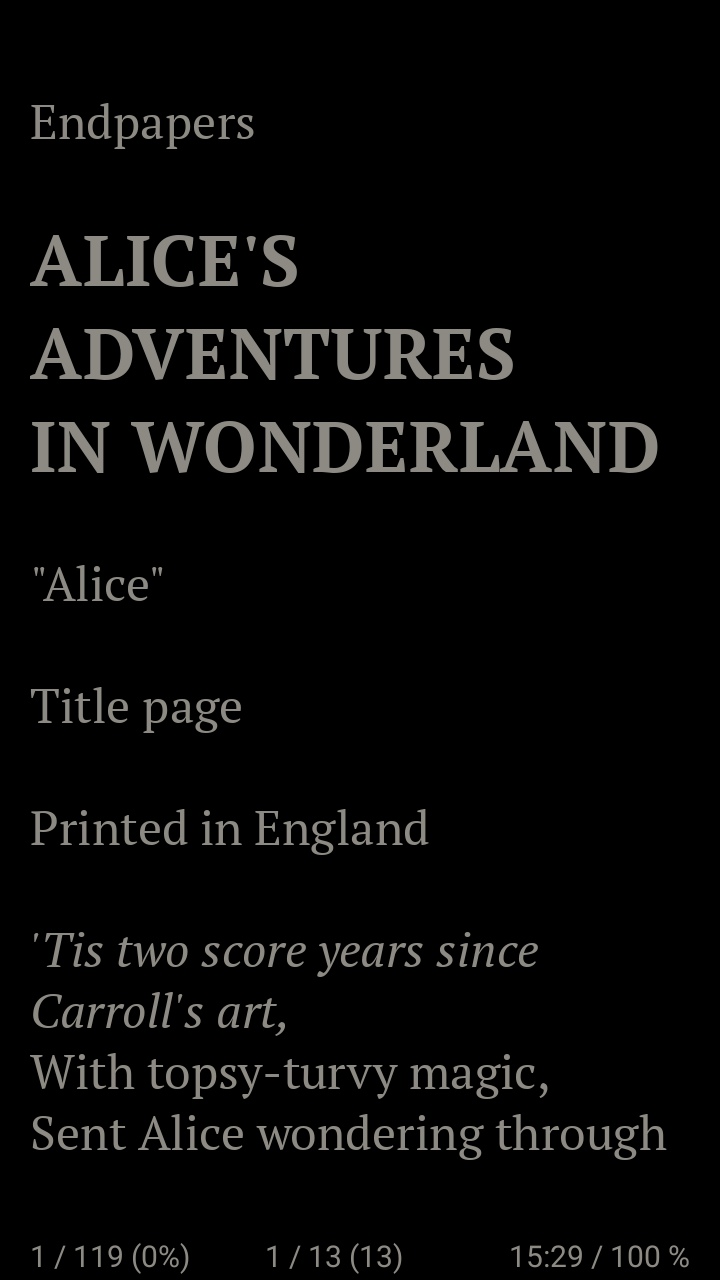 Endpapers
ALICE'S
ADVENTURES
IN WONDERLAND
"Alice"
Title page
Printed in England
'Tis two score years since
Carroll's art,
With topsy-turvy magic,
Sent Alice wondering through
1 / 119 (0%) 1 / 13 (13) 15:29 / 100 %